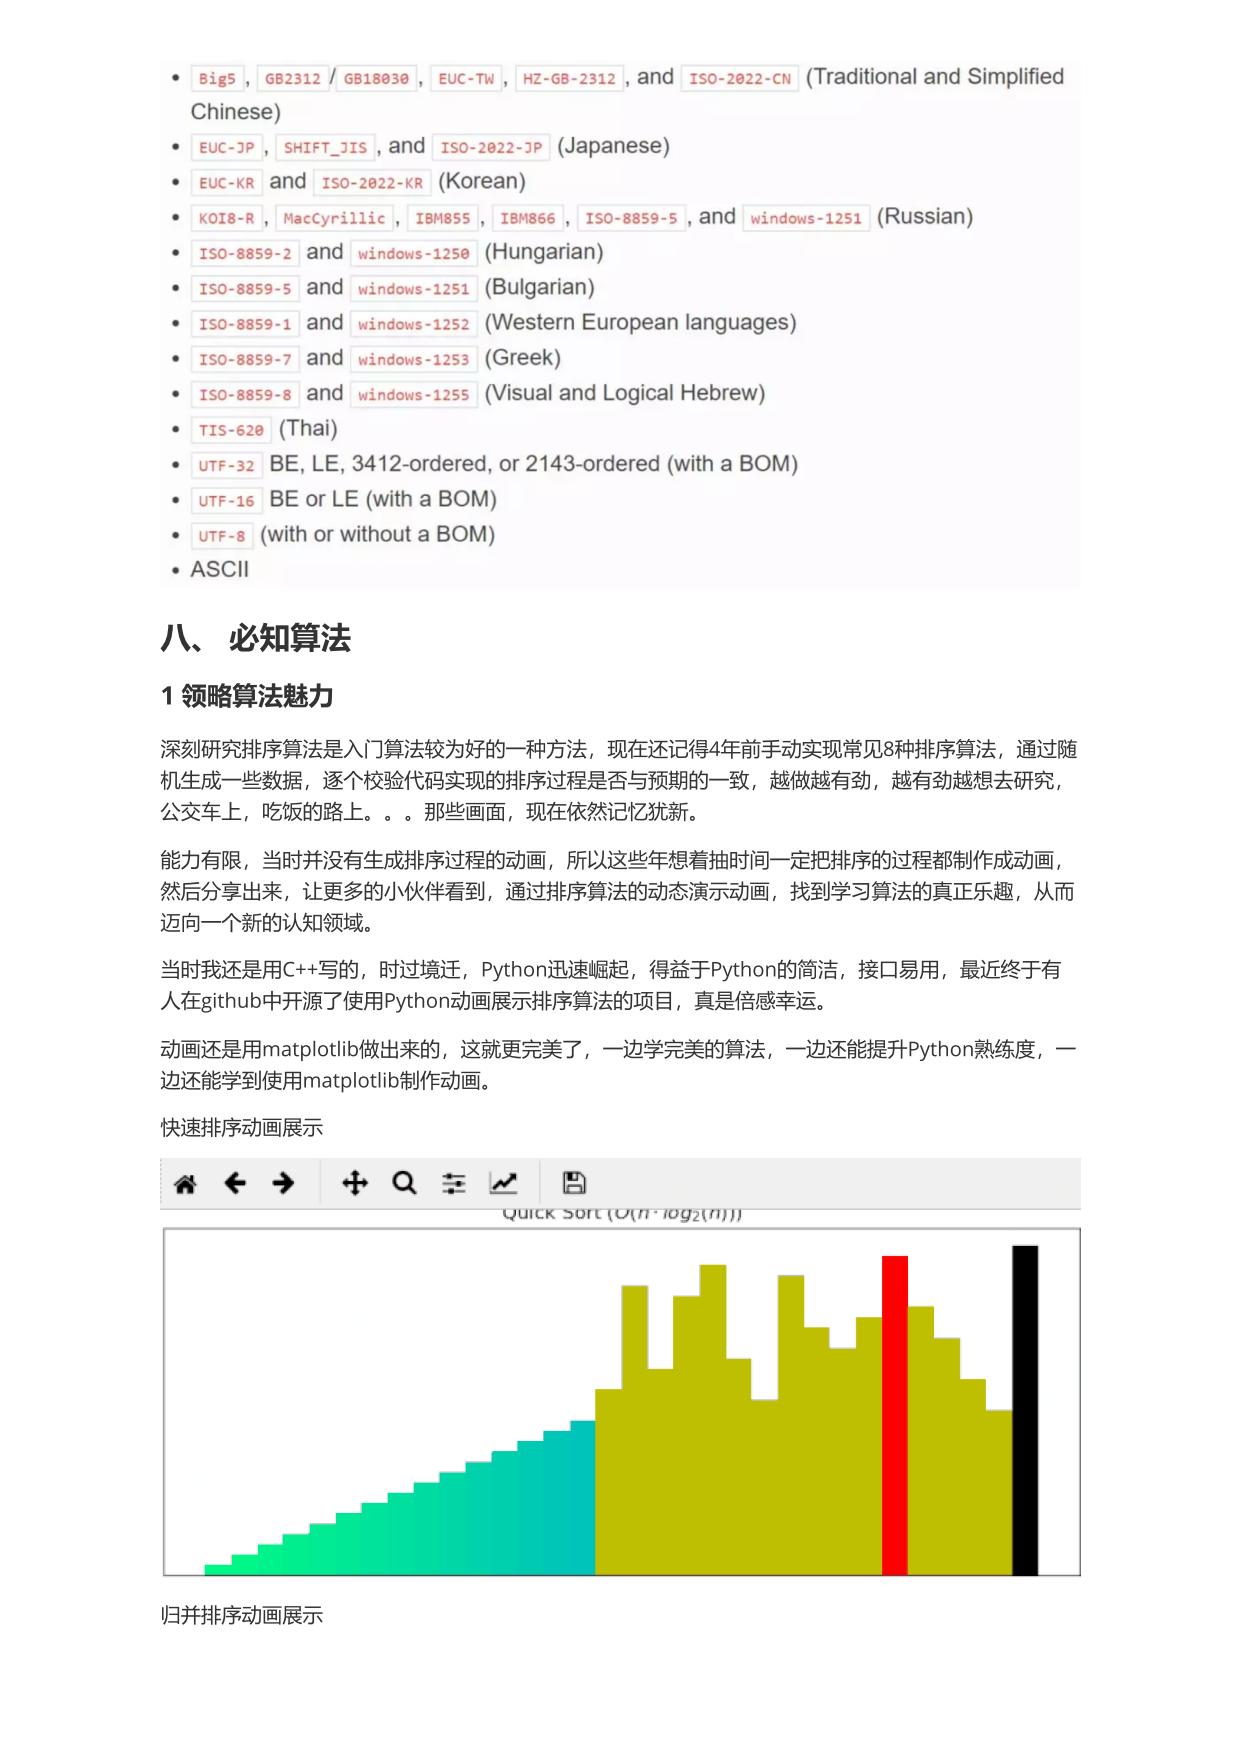 • Big5, GB2312/GB18030, EUC-TW, HZ-GB-2312, and ISO-2022-CN (Traditional and Simplified
Chinese)
• EUC-JP, SHIFT_JIS, and ISO-2022-JP (Japanese)
• EUC-KR and ISO-2022-KR (Korean)
• KOI8-R, MacCyrillic, IBM855, IBM866, ISO-8859-5, and windows-1251 (Russian)
• ISO-8859-2 and windows-1250 (Hungarian)
• ISO-8859-5 and windows-1251 (Bulgarian)
• ISO-8859-1 and windows-1252 (Western European languages)
• ISO-8859-7 and windows-1253 (Greek)
• ISO-8859-8 and windows-1255 (Visual and Logical Hebrew)
• TIS-620 (Thai)
• UTF-32 BE, LE, 3412-ordered, or 2143-ordered (with a BOM)
• UTF-16 BE or LE (with a BOM)
• UTF-8 (with or without a BOM)
• ASCII
八、 必知算法
1 领略算法魅力
深刻研究排序算法是入门算法较为好的一种方法，现在还记得4年前手动实现常见8种排序算法，通过随
机生成一些数据，逐个校验代码实现的排序过程是否与预期的一致，越做越有劲，越有劲越想去研究，
公交车上，吃饭的路上。。。那些画面，现在依然记忆犹新。
能力有限，当时并没有生成排序过程的动画，所以这些年想着抽时间一定把排序的过程都制作成动画，
然后分享出来，让更多的小伙伴看到，通过排序算法的动态演示动画，找到学习算法的真正乐趣，从而
迈向一个新的认知领域。
当时我还是用C++写的，时过境迁，Python迅速崛起，得益于Python的简洁，接口易用，最近终于有
人在github中开源了使用Python动画展示排序算法的项目，真是倍感幸运。
动画还是用matplotlib做出来的，这就更完美了，一边学完美的算法，一边还能提升Python熟练度，一
边还能学到使用matplotlib制作动画。
快速排序动画展示
Quick Sort (O(n · log₂(n)))
归并排序动画展示